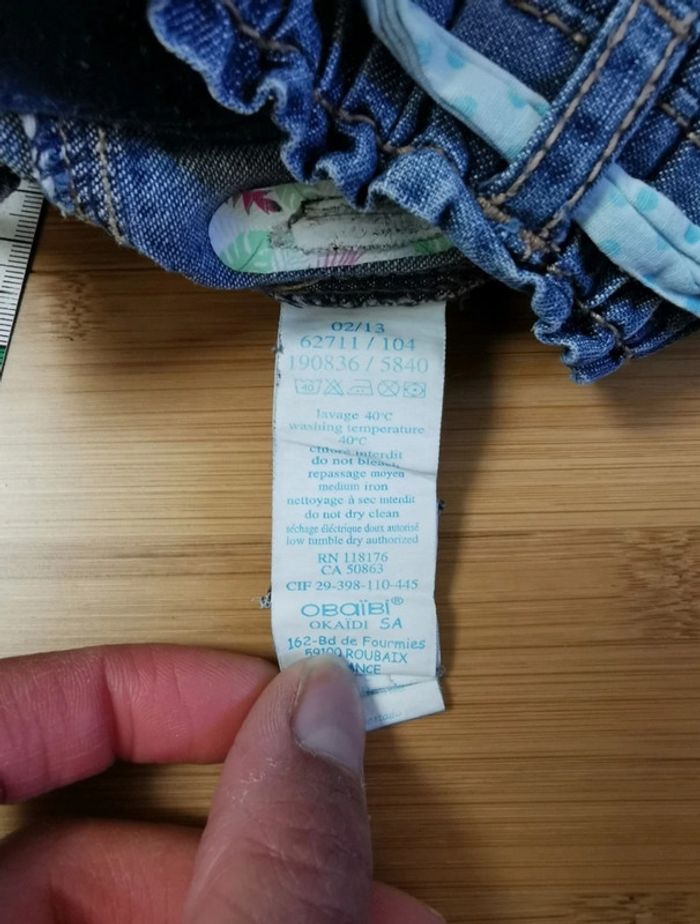 02/13
62711 / 104
190836 / 5840
40
lavage 40°C
washing temperature
40°C
chlore interdit
do not bleach
repassage moyen
medium iron
nettoyage à sec interdit
do not dry clean
séchage éléctrique doux autorisé
low tumble dry authorized
RN 118176
CA 50863
CIF 29-398-110-445
OBaïBi®
OKAÏDI SA
162-Bd de Fourmies
59100 ROUBAIX